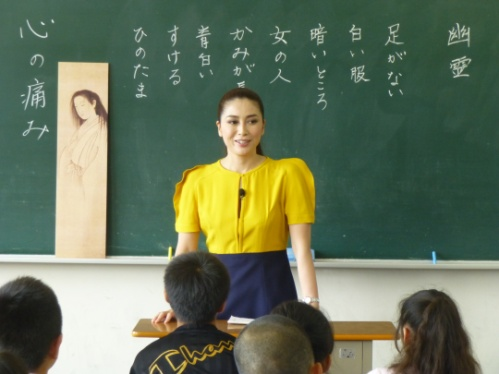 幽霊
足がない
白い服
暗いところ
女の人
かみが
青白い
すける
ひのたま
心の痛み